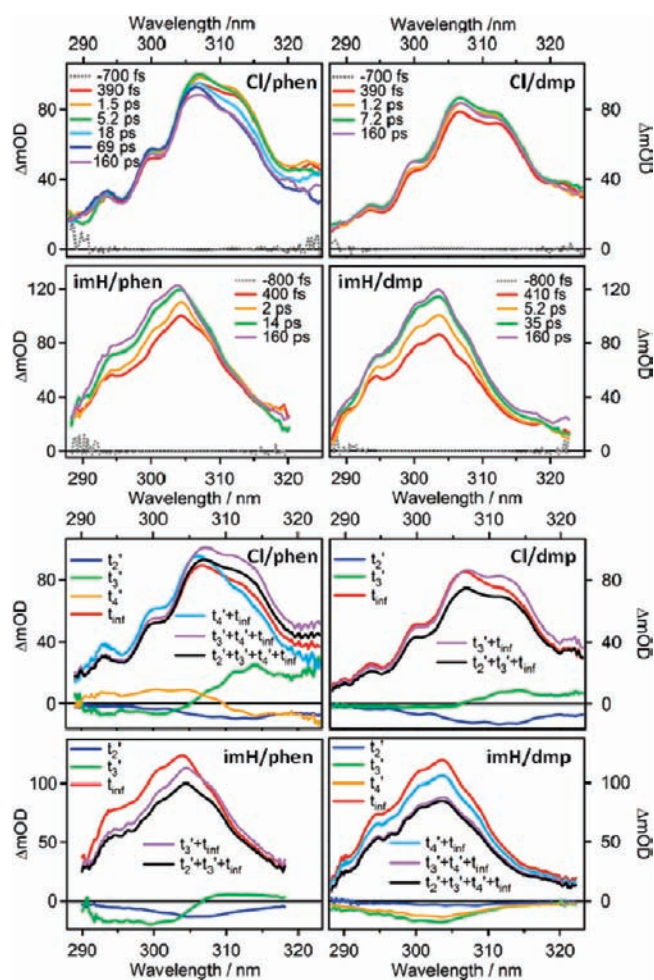 Wavelength /nm
290 300 310 320
Cl/phen
-700 fs
390 fs
1.5 ps
5.2 ps
18 ps
69 ps
160 ps
ΔmOD
80
40
0
Wavelength /nm
290 300 310 320
Cl/dmp
-700 fs
390 fs
1.2 ps
7.2 ps
160 ps
ΔmOD
80
40
0
imH/phen
-800 fs
400 fs
2 ps
14 ps
160 ps
ΔmOD
120
80
40
0
290 300 310 320
Wavelength / nm
imH/dmp
-800 fs
410 fs
5.2 ps
35 ps
160 ps
ΔmOD
120
80
40
0
290 300 310 320
Wavelength / nm
Wavelength / nm
290 300 310 320
Cl/phen
t2'
t3'
t4'
tinf
t4'+tinf
t3'+t4'+tinf
t2'+t3'+t4'+tinf
ΔmOD
80
40
0
Wavelength / nm
290 300 310 320
Cl/dmp
t2'
t3'
tinf
t3'+tinf
t2'+t3'+tinf
ΔmOD
80
40
0
imH/phen
t2'
t3'
tinf
t3'+tinf
t2'+t3'+tinf
ΔmOD
100
50
0
290 300 310 320
Wavelength / nm
imH/dmp
t2'
t3'
t4'
tinf
t4'+tinf
t3'+t4'+tinf
t2'+t3'+t4'+tinf
ΔmOD
100
50
0
290 300 310 320
Wavelength / nm